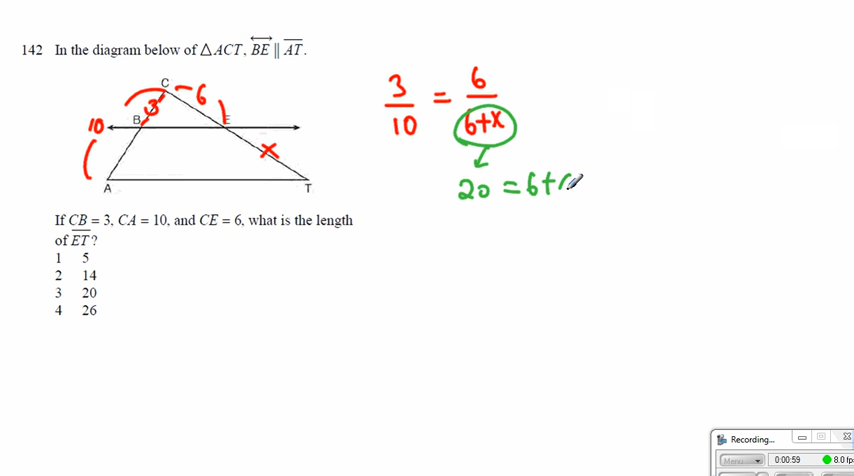 142 In the diagram below of △ACT, BE ∥ AT.
C
6
3
10
B
E
x
A
T
3/10 = 6/(6+x)
20 = 6+
If CB = 3, CA = 10, and CE = 6, what is the length
of ET?
1 5
2 14
3 20
4 26
Recording...
Menu
0:00:59
8.0 fp